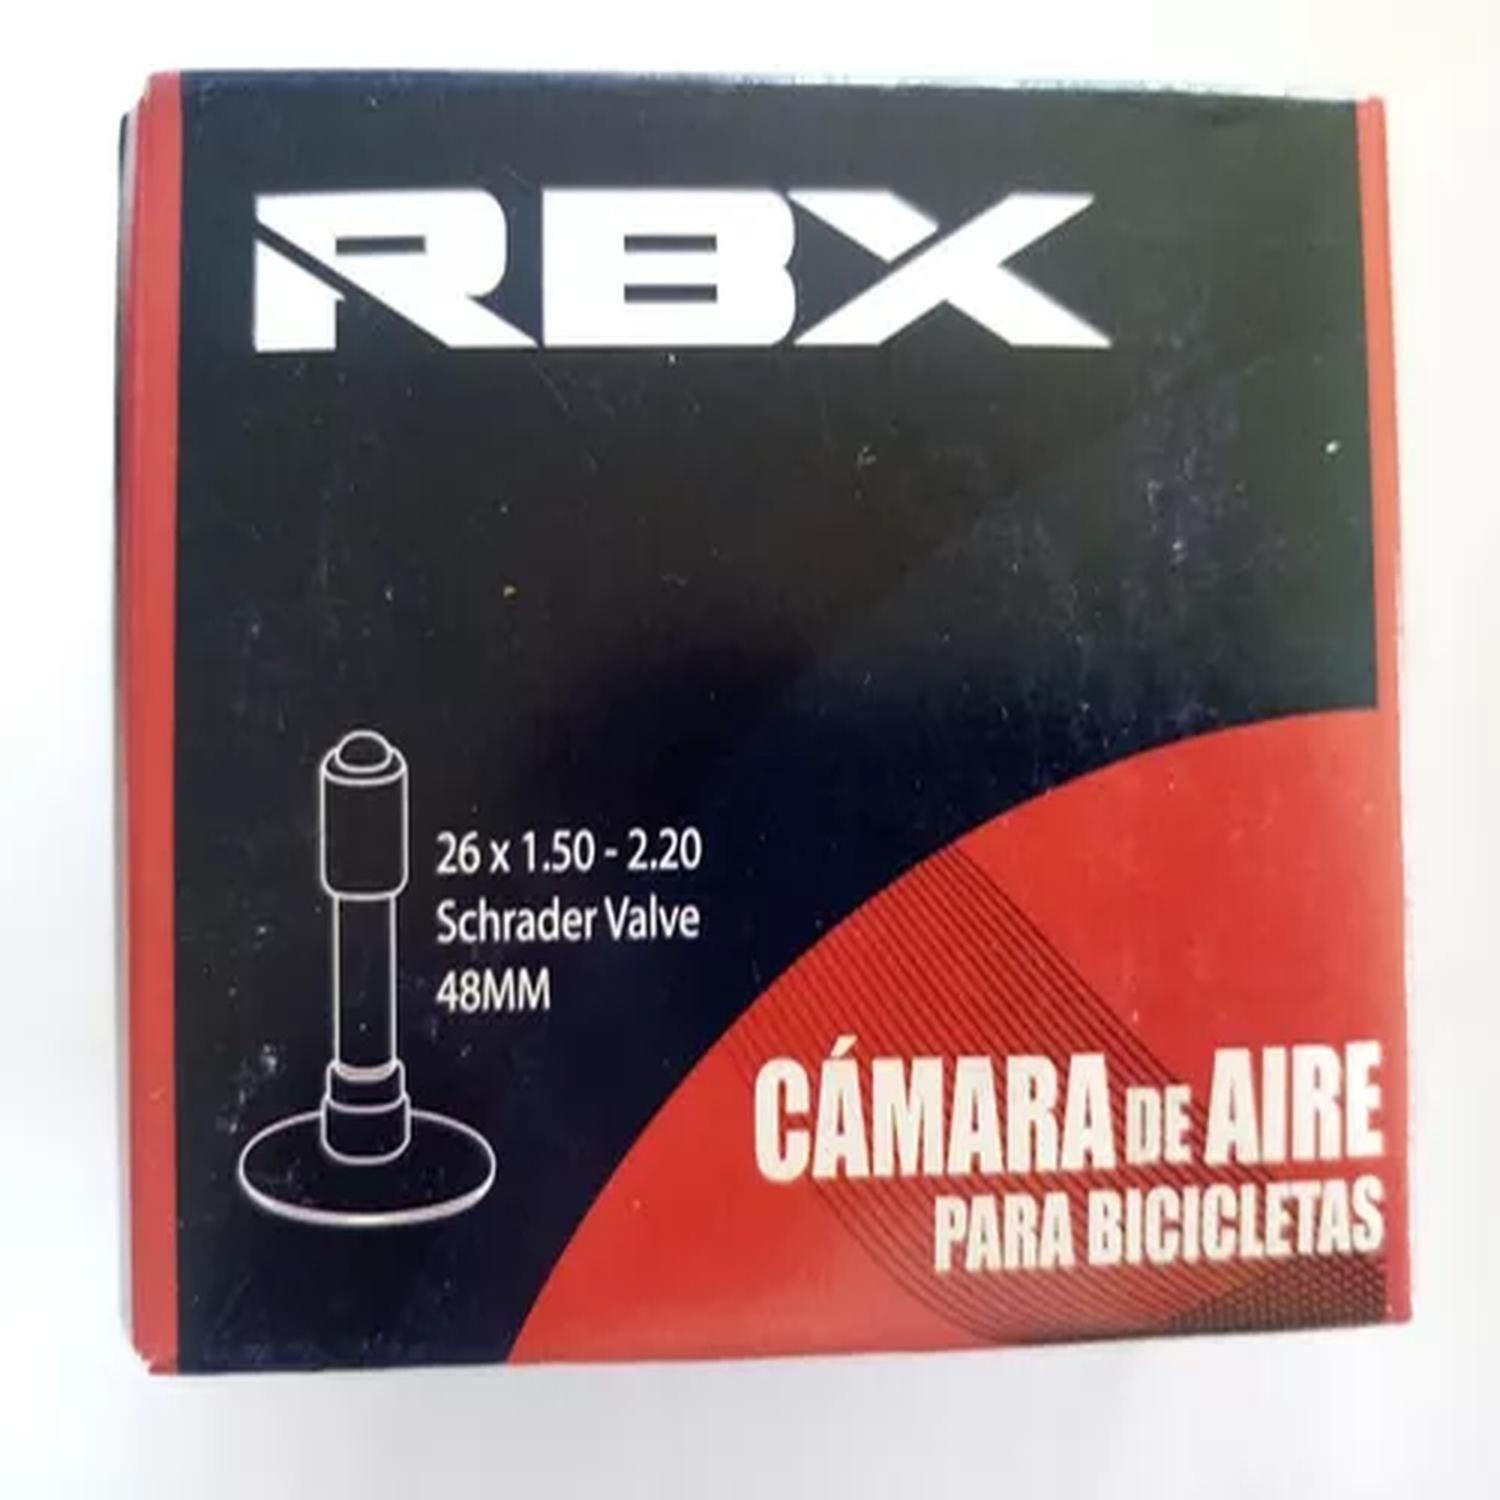 RBX
26 x 1.50 - 2.20
Schrader Valve
48MM
CÁMARA DE AIRE
PARA BICICLETAS